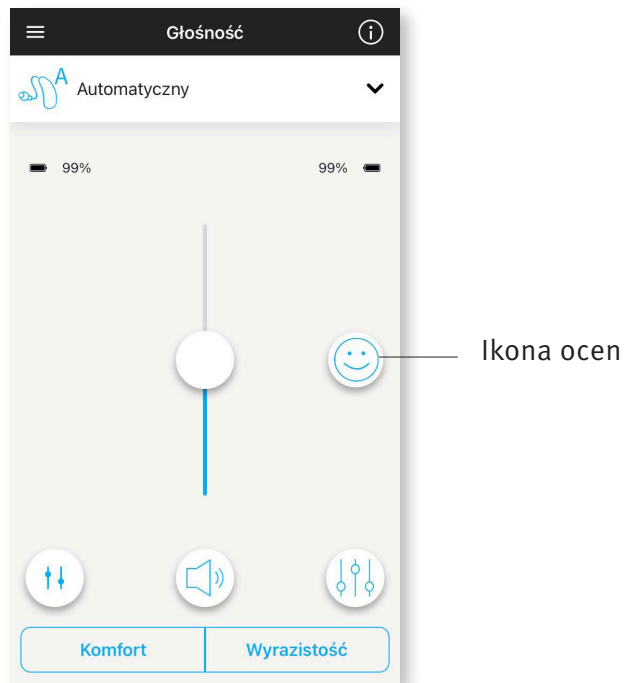 Głośność
A
Automatyczny
99%
99%
Ikona ocen
Komfort
Wyrazistość